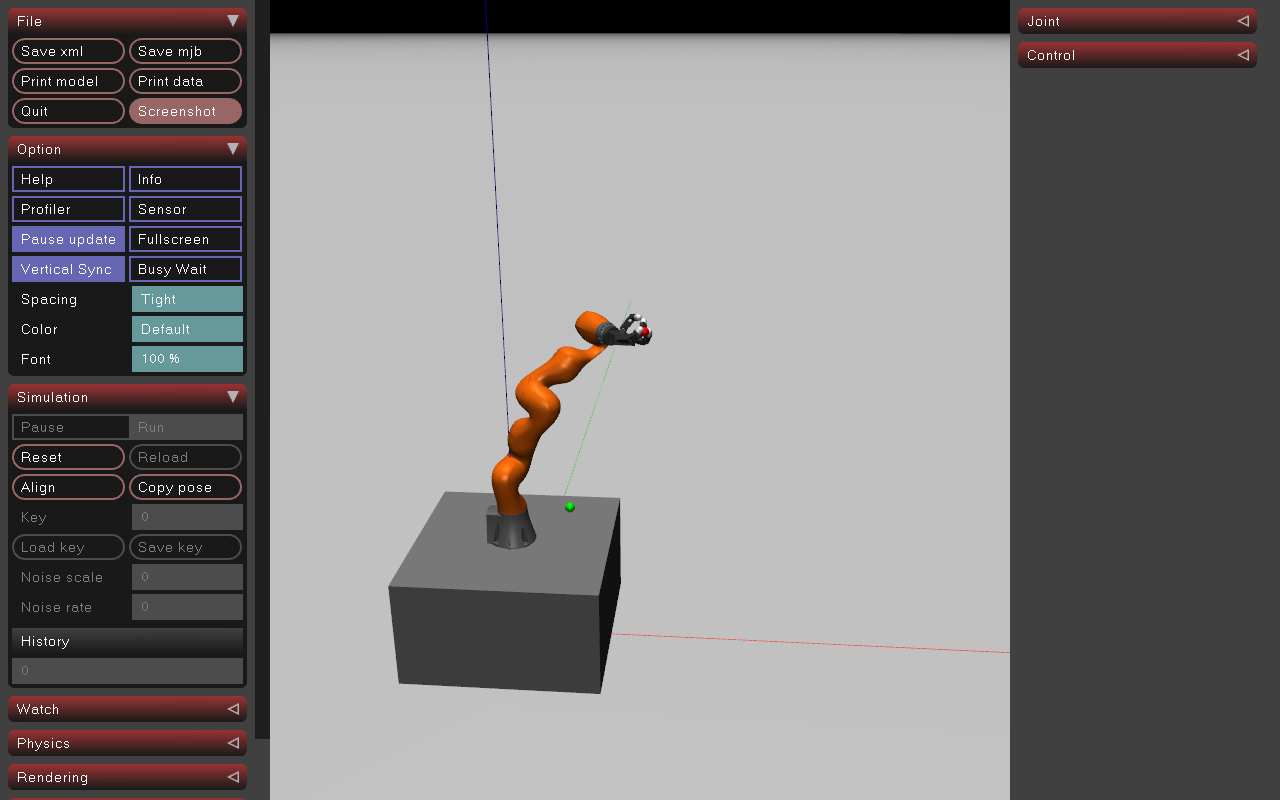 File
Save xml Save mjb
Print model Print data
Quit Screenshot
Option
Help Info
Profiler Sensor
Pause update Fullscreen
Vertical Sync Busy Wait
Spacing Tight
Color Default
Font 100 %
Simulation
Pause Run
Reset Reload
Align Copy pose
Key 0
Load key Save key
Noise scale 0
Noise rate 0
History
0
Watch
Physics
Rendering
Joint
Control